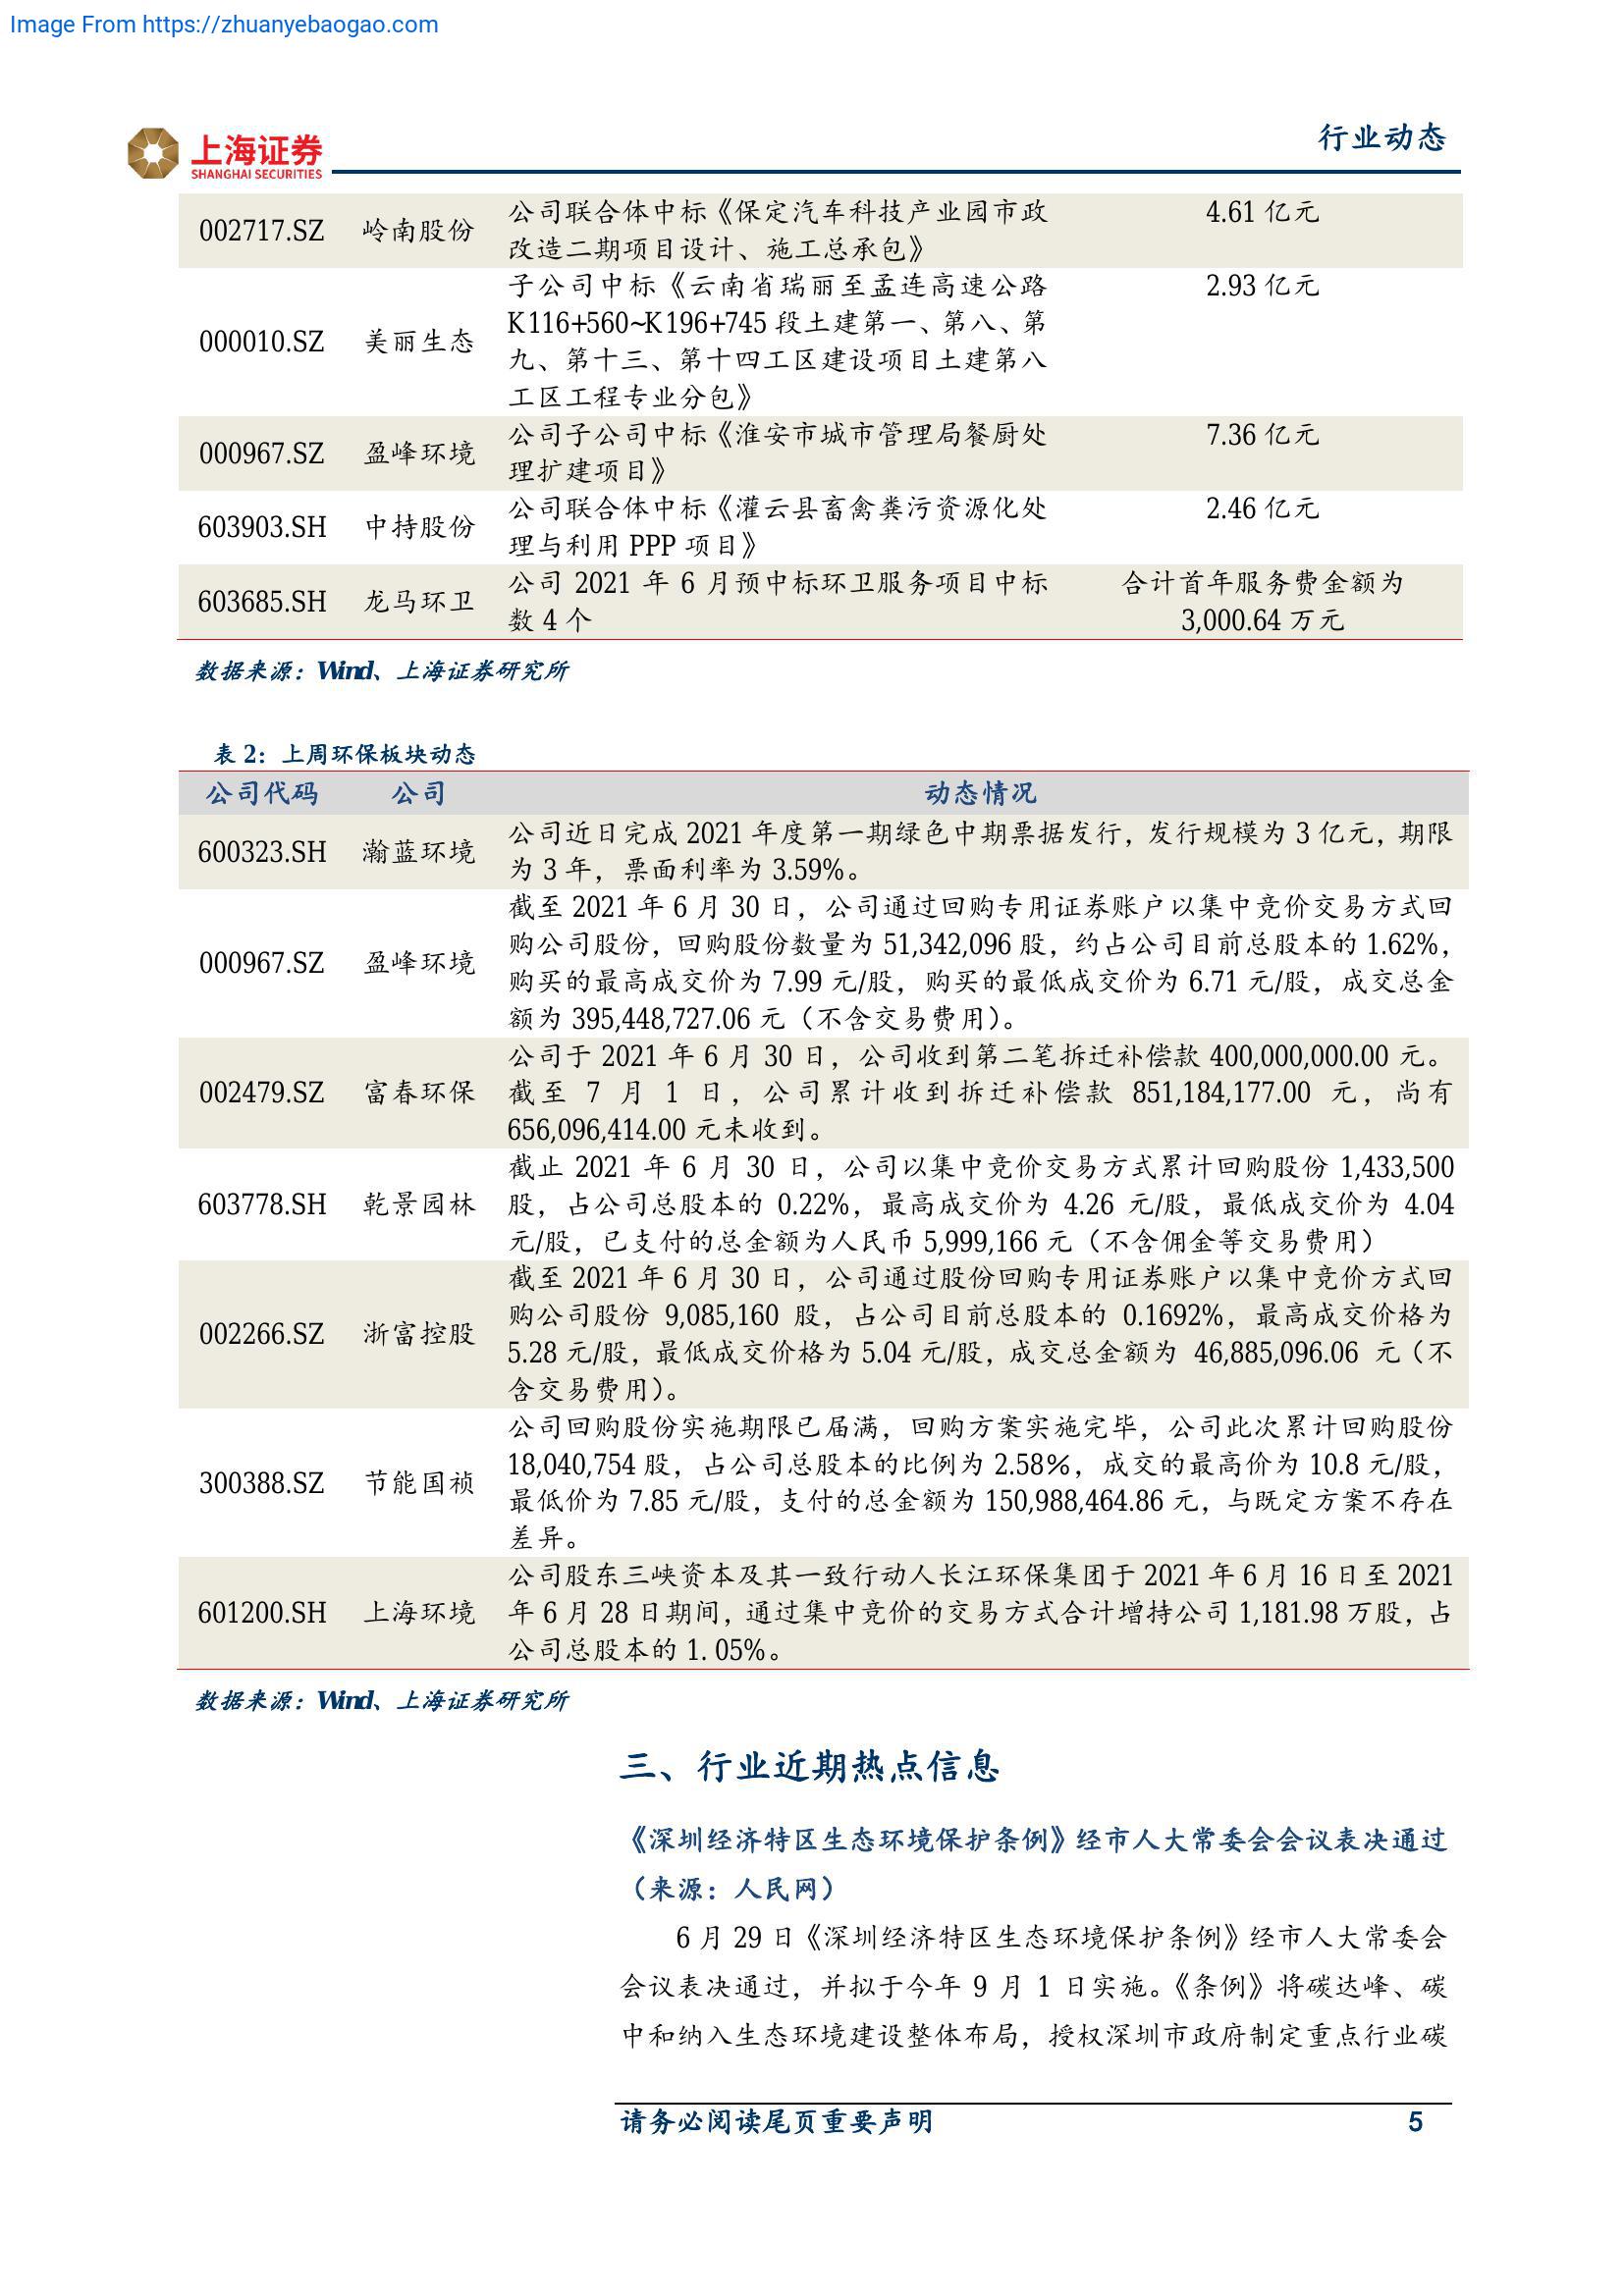 Image From https://zhuanyebaogao.com
行业动态
上海证券
SHANGHAI SECURITIES
002717.SZ 岭南股份 公司联合体中标《保定汽车科技产业园市政 4.61 亿元
改造二期项目设计、施工总承包》
000010.SZ 美丽生态 子公司中标《云南省瑞丽至孟连高速公路 2.93 亿元
K116+560~K196+745 段土建第一、第八、第
九、第十三、第十四工区建设项目土建第八
工区工程专业分包》
000967.SZ 盈峰环境 公司子公司中标《淮安市城市管理局餐厨处 7.36 亿元
理扩建项目》
603903.SH 中持股份 公司联合体中标《灌云县畜禽粪污资源化处 2.46 亿元
理与利用 PPP 项目》
603685.SH 龙马环卫 公司 2021 年 6 月预中标环卫服务项目中标 合计首年服务费金额为
数 4 个 3,000.64 万元
数据来源：Wind、上海证券研究所
表 2：上周环保板块动态
公司代码 公司 动态情况
600323.SH 瀚蓝环境 公司近日完成 2021 年度第一期绿色中期票据发行，发行规模为 3 亿元，期限
为 3 年，票面利率为 3.59%。
000967.SZ 盈峰环境 截至 2021 年 6 月 30 日，公司通过回购专用证券账户以集中竞价交易方式回
购公司股份，回购股份数量为 51,342,096 股，约占公司目前总股本的 1.62%，
购买的最高成交价为 7.99 元/股，购买的最低成交价为 6.71 元/股，成交总金
额为 395,448,727.06 元（不含交易费用）。
002479.SZ 富春环保 公司于 2021 年 6 月 30 日，公司收到第二笔拆迁补偿款 400,000,000.00 元。
截至 7 月 1 日，公司累计收到拆迁补偿款 851,184,177.00 元，尚有
656,096,414.00 元未收到。
603778.SH 乾景园林 截止 2021 年 6 月 30 日，公司以集中竞价交易方式累计回购股份 1,433,500
股，占公司总股本的 0.22%，最高成交价为 4.26 元/股，最低成交价为 4.04
元/股，已支付的总金额为人民币 5,999,166 元（不含佣金等交易费用）
002266.SZ 浙富控股 截至 2021 年 6 月 30 日，公司通过股份回购专用证券账户以集中竞价方式回
购公司股份 9,085,160 股，占公司目前总股本的 0.1692%，最高成交价格为
5.28 元/股，最低成交价格为 5.04 元/股，成交总金额为 46,885,096.06 元（不
含交易费用）。
300388.SZ 节能国祯 公司回购股份实施期限已届满，回购方案实施完毕，公司此次累计回购股份
18,040,754 股，占公司总股本的比例为 2.58%，成交的最高价为 10.8 元/股，
最低价为 7.85 元/股，支付的总金额为 150,988,464.86 元，与既定方案不存在
差异。
601200.SH 上海环境 公司股东三峡资本及其一致行动人长江环保集团于 2021 年 6 月 16 日至 2021
年 6 月 28 日期间，通过集中竞价的交易方式合计增持公司 1,181.98 万股，占
公司总股本的 1. 05%。
数据来源：Wind、上海证券研究所
三、行业近期热点信息
《深圳经济特区生态环境保护条例》经市人大常委会会议表决通过
（来源：人民网）
6 月 29 日《深圳经济特区生态环境保护条例》经市人大常委会
会议表决通过，并拟于今年 9 月 1 日实施。《条例》将碳达峰、碳
中和纳入生态环境建设整体布局，授权深圳市政府制定重点行业碳
请务必阅读尾页重要声明 5